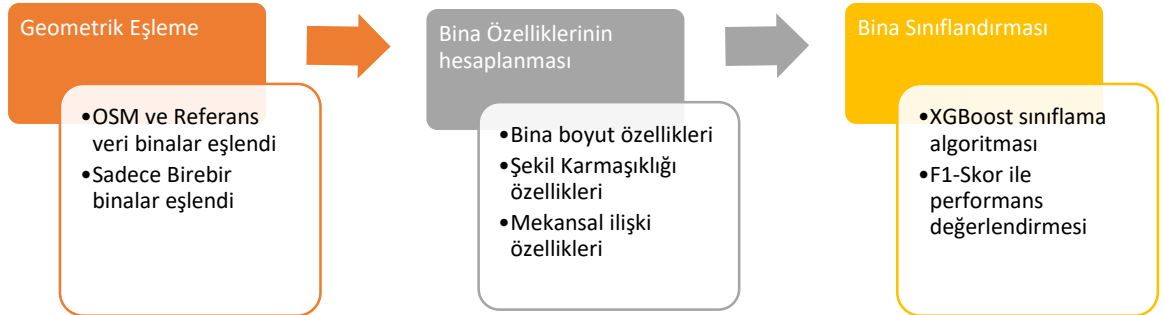 Geometrik Eşleme
•OSM ve Referans
veri binalar eşlendi
•Sadece Birebir
binalar eşlendi
Bina Özelliklerinin
hesaplanması
•Bina boyut özellikleri
•Şekil Karmaşıklığı
özellikleri
•Mekansal ilişki
özellikleri
Bina Sınıflandırması
•XGBoost sınıflama
algoritması
•F1-Skor ile
performans
değerlendirmesi